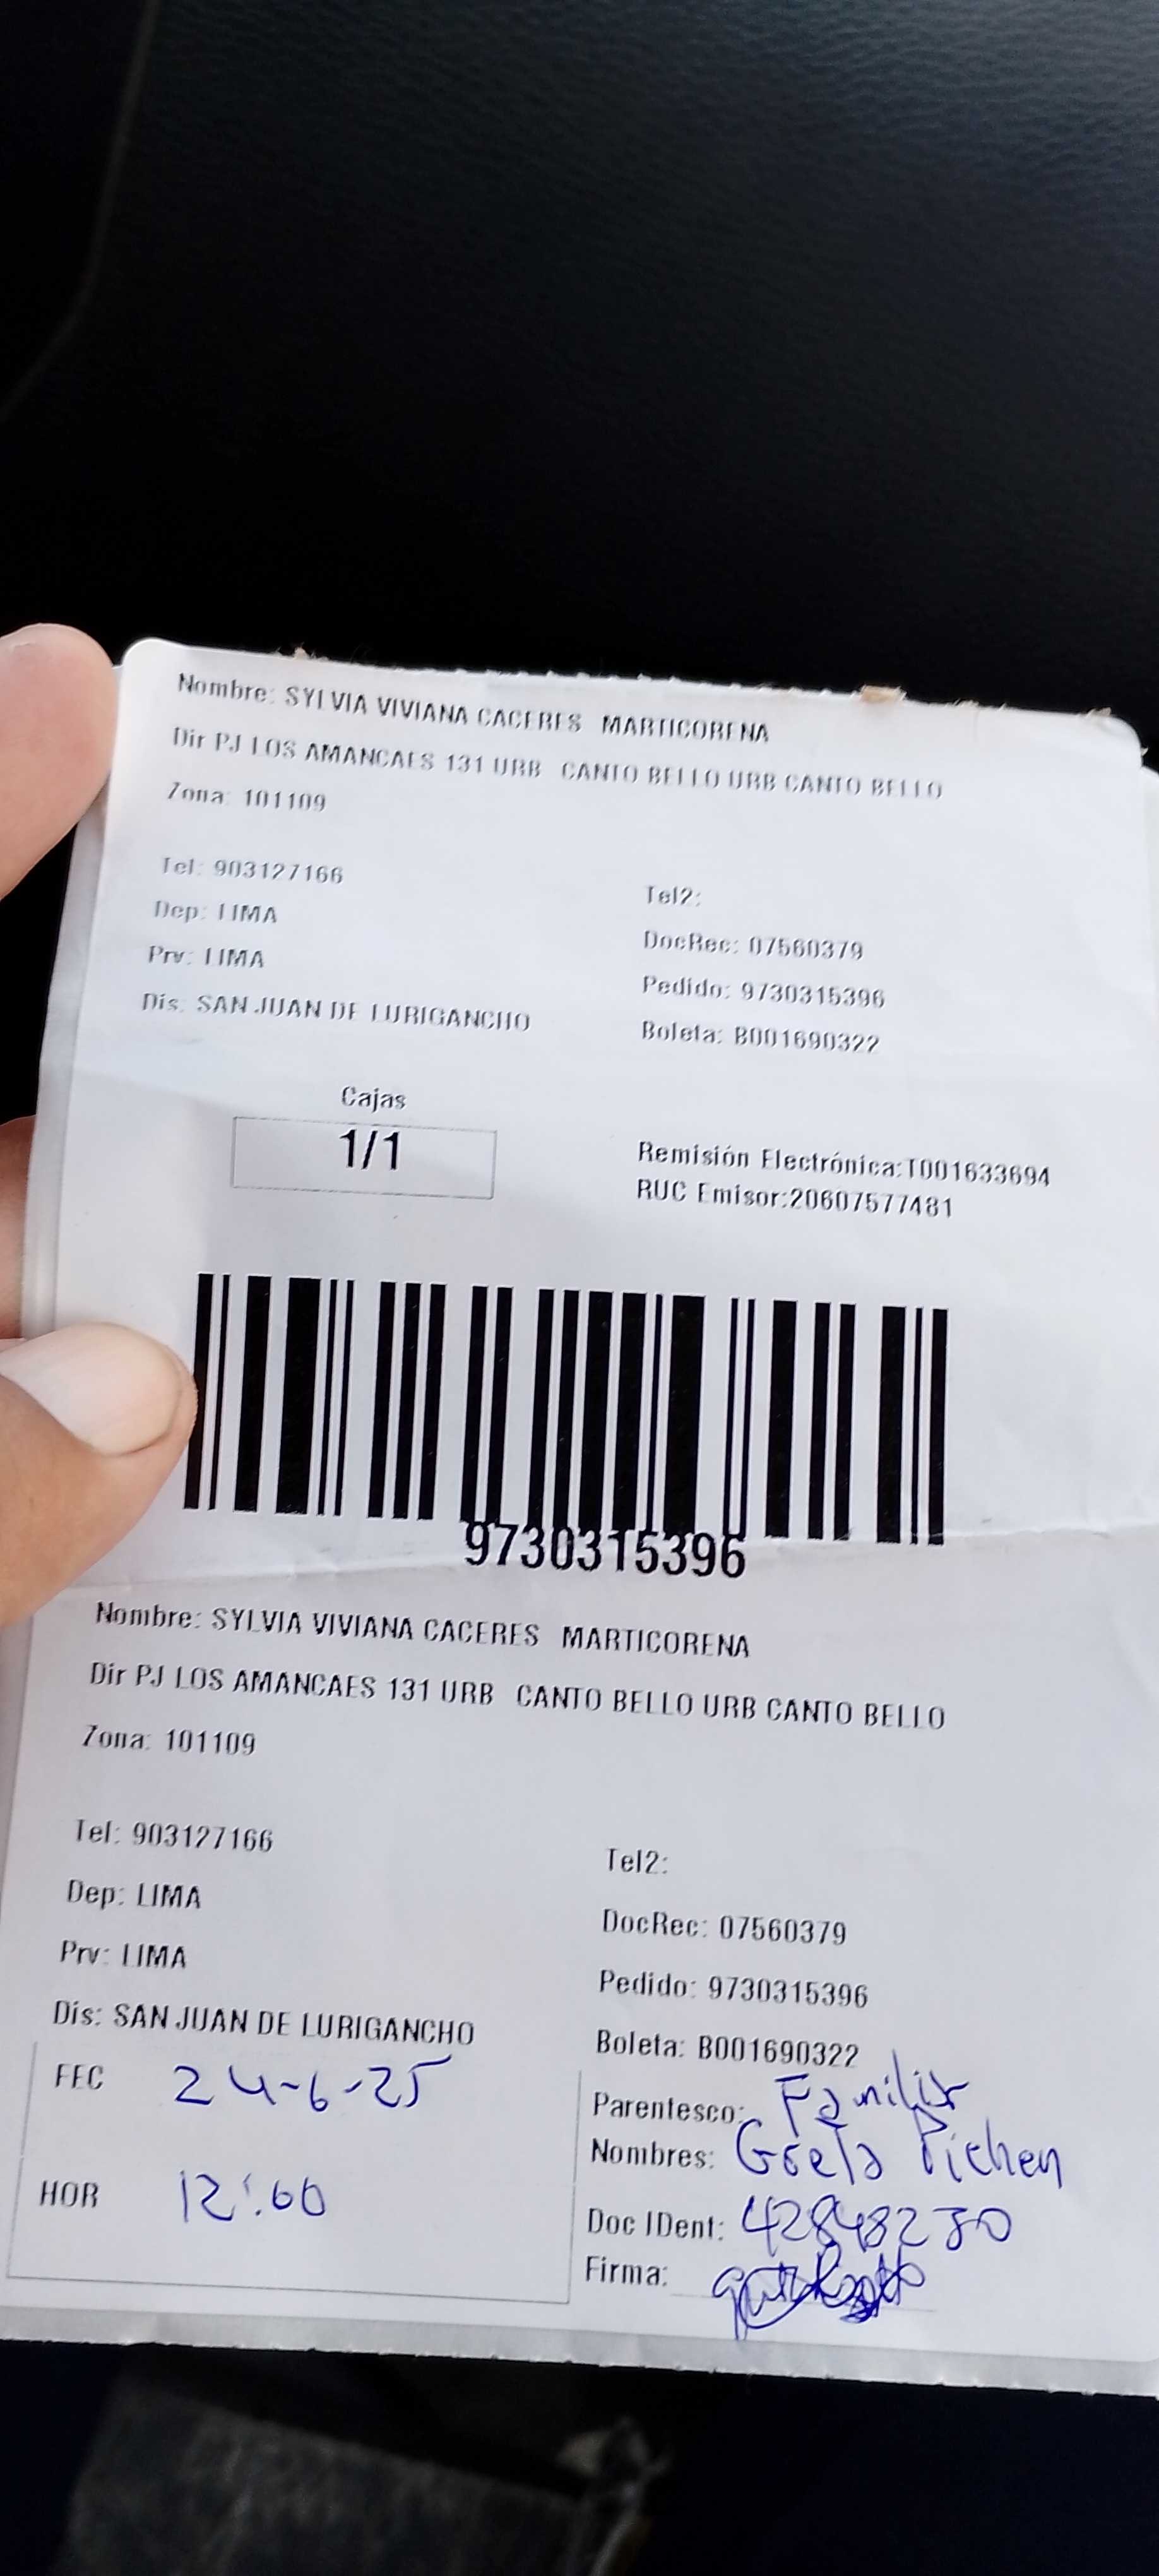 Nombre: SYLVIA VIVIANA CACERES MARTICORENA
Dir PJ LOS AMANCAES 131 URB CANTO BELLO URB CANTO BELLO
Zona: 101109
Tel: 903127166
Tel2:
Dep: LIMA
DocRec: 07560379
Prv: LIMA
Pedido: 9730315396
Dis: SAN JUAN DE LURIGANCHO
Boleta: B001690322
Cajas
1/1
Remisión Electrónica:T001633694
RUC Emisor:20607577481
9730315396
Nombre: SYLVIA VIVIANA CACERES MARTICORENA
Dir PJ LOS AMANCAES 131 URB CANTO BELLO URB CANTO BELLO
Zona: 101109
Tel: 903127166
Tel2:
Dep: LIMA
DocRec: 07560379
Prv: LIMA
Pedido: 9730315396
Dis: SAN JUAN DE LURIGANCHO
Boleta: B001690322
FEC 24-6-25
Parentesco: Familiar
Nombres: Pichen
HOR 12:00
Doc IDent:
Firma: